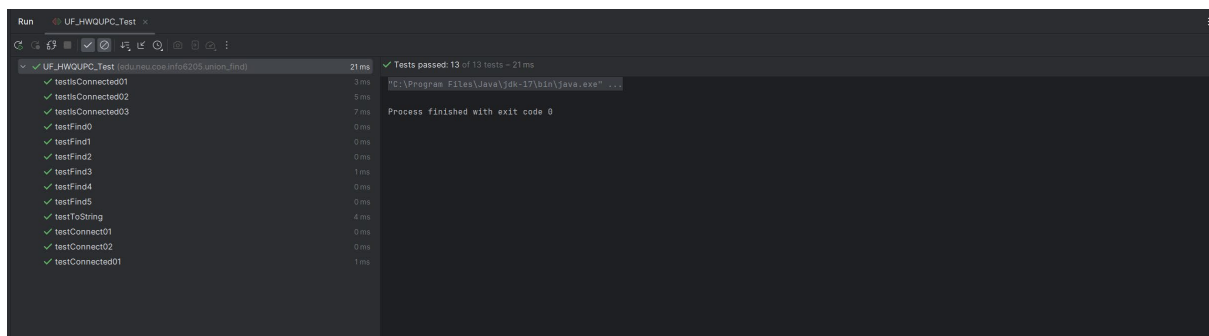 Run UF_HWQUPC_Test ×
UF_HWQUPC_Test (edu.neu.coe.info6205.union_find) 21 ms
testIsConnected01 3 ms
testIsConnected02 5 ms
testIsConnected03 7 ms
testFind0 0 ms
testFind1 0 ms
testFind2 0 ms
testFind3 1 ms
testFind4 0 ms
testFind5 0 ms
testToString 4 ms
testConnect01 0 ms
testConnect02 0 ms
testConnected01 1 ms
Tests passed: 13 of 13 tests – 21 ms
"C:\Program Files\Java\jdk-17\bin\java.exe" ...
Process finished with exit code 0